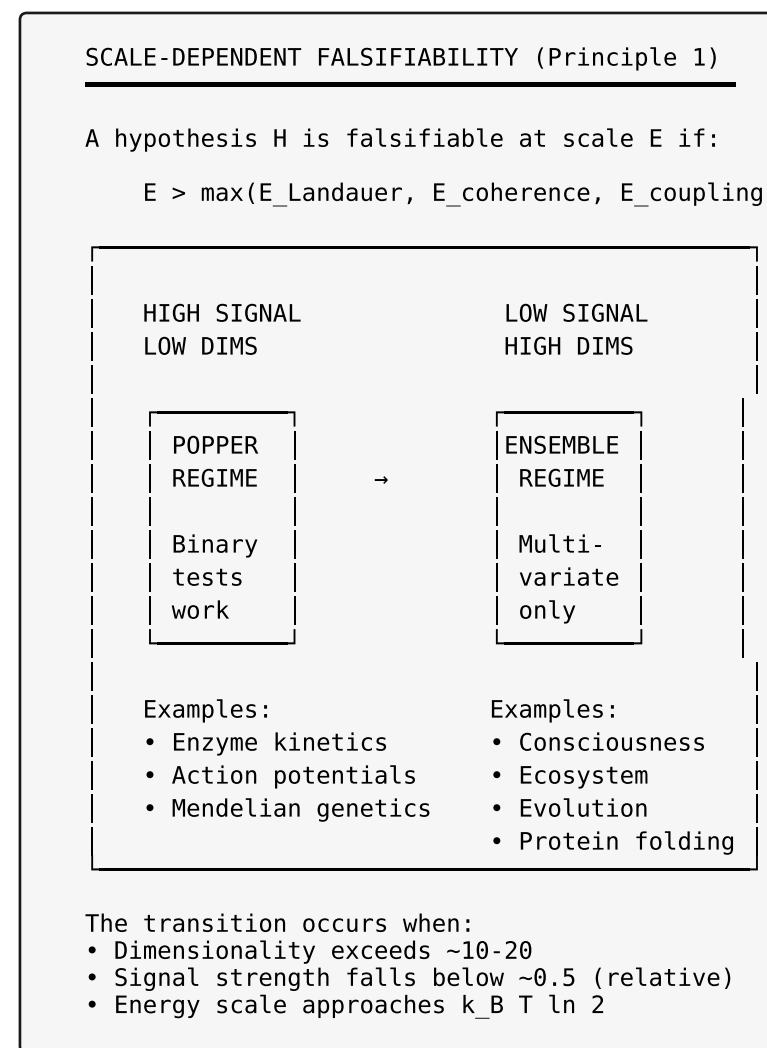 SCALE-DEPENDENT FALSIFIABILITY (Principle 1)
A hypothesis H is falsifiable at scale E if:
E > max(E_Landauer, E_coherence, E_coupling
HIGH SIGNAL
LOW DIMS
LOW SIGNAL
HIGH DIMS
POPPER
REGIME
Binary
tests
work
→
ENSEMBLE
REGIME
Multi-
variate
only
Examples:
• Enzyme kinetics
• Action potentials
• Mendelian genetics
Examples:
• Consciousness
• Ecosystem
• Evolution
• Protein folding
The transition occurs when:
• Dimensionality exceeds ~10-20
• Signal strength falls below ~0.5 (relative)
• Energy scale approaches k_B T ln 2